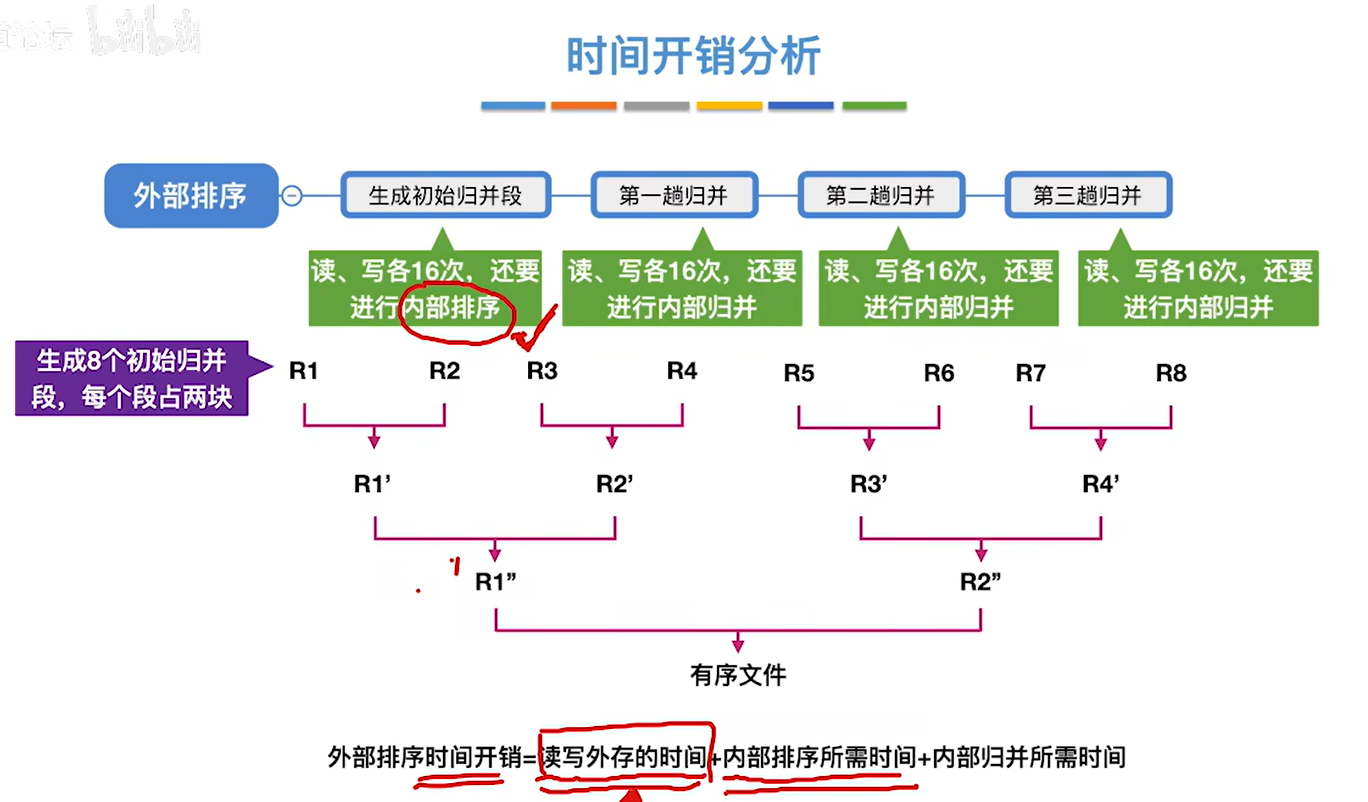 论坛 bilibili
时间开销分析
外部排序
生成初始归并段
第一趟归并
第二趟归并
第三趟归并
读、写各16次，还要
进行内部排序
读、写各16次，还要
进行内部归并
读、写各16次，还要
进行内部归并
读、写各16次，还要
进行内部归并
生成8个初始归并
段，每个段占两块
R1 R2 R3 R4 R5 R6 R7 R8
R1’ R2’ R3’ R4’
R1” R2”
有序文件
外部排序时间开销=读写外存的时间+内部排序所需时间+内部归并所需时间